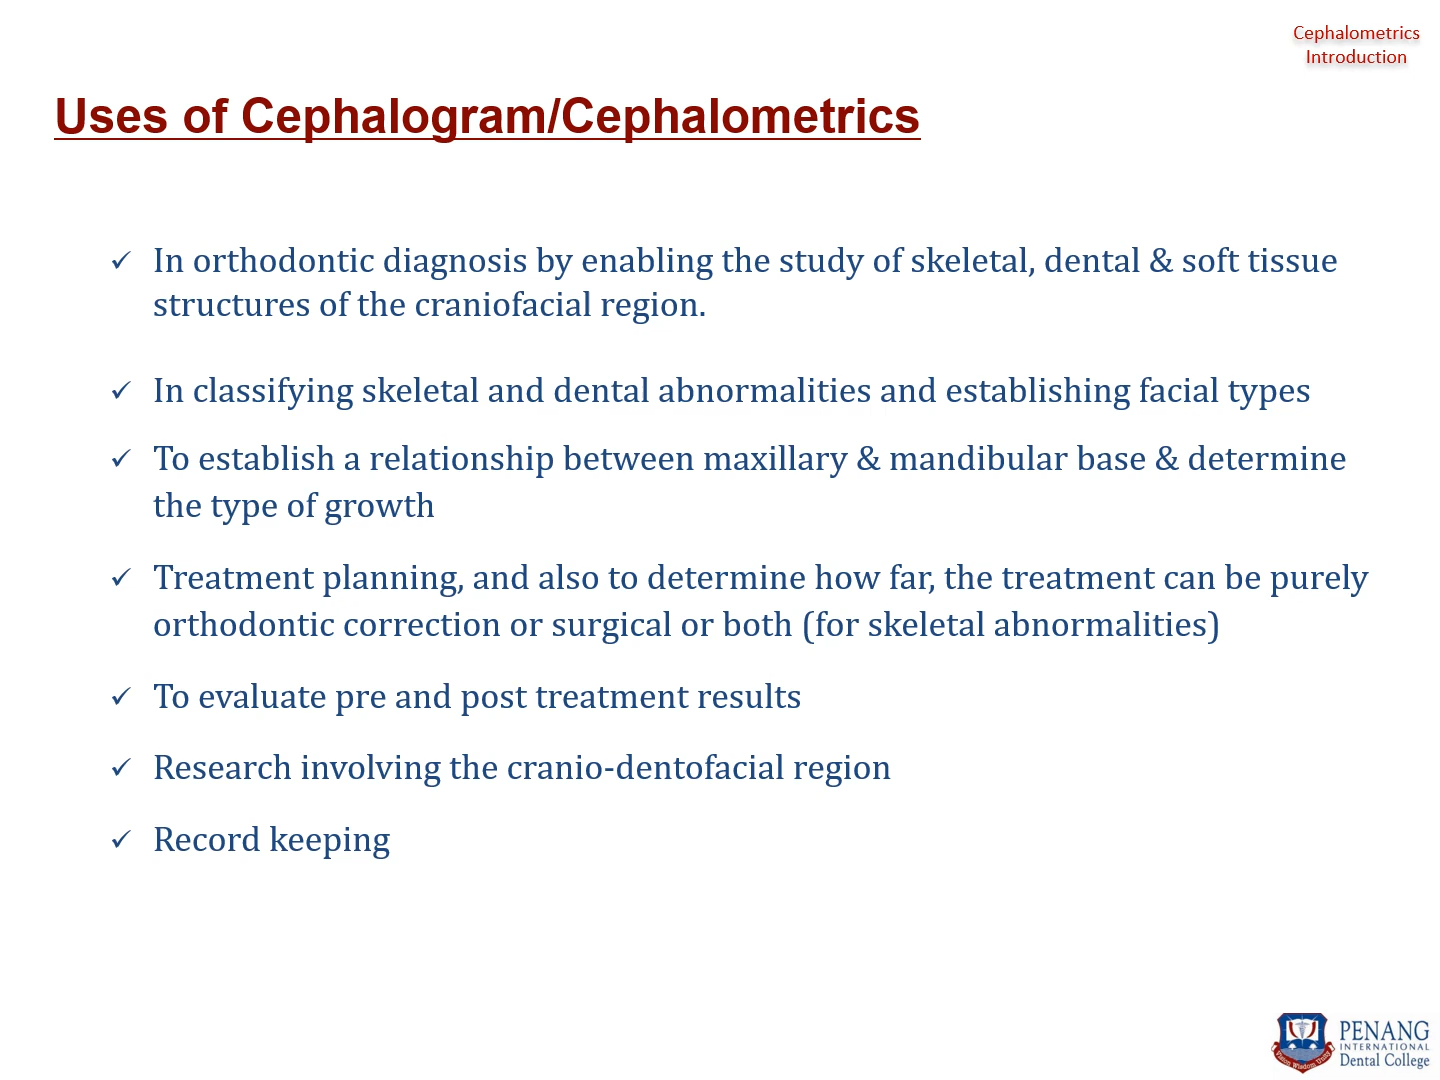 Cephalometrics
Introduction
Uses of Cephalogram/Cephalometrics
✓ In orthodontic diagnosis by enabling the study of skeletal, dental & soft tissue
structures of the craniofacial region.
✓ In classifying skeletal and dental abnormalities and establishing facial types
✓ To establish a relationship between maxillary & mandibular base & determine
the type of growth
✓ Treatment planning, and also to determine how far, the treatment can be purely
orthodontic correction or surgical or both (for skeletal abnormalities)
✓ To evaluate pre and post treatment results
✓ Research involving the cranio-dentofacial region
✓ Record keeping
PENANG
INTERNATIONAL
Dental College
Vision Wisdom Unity